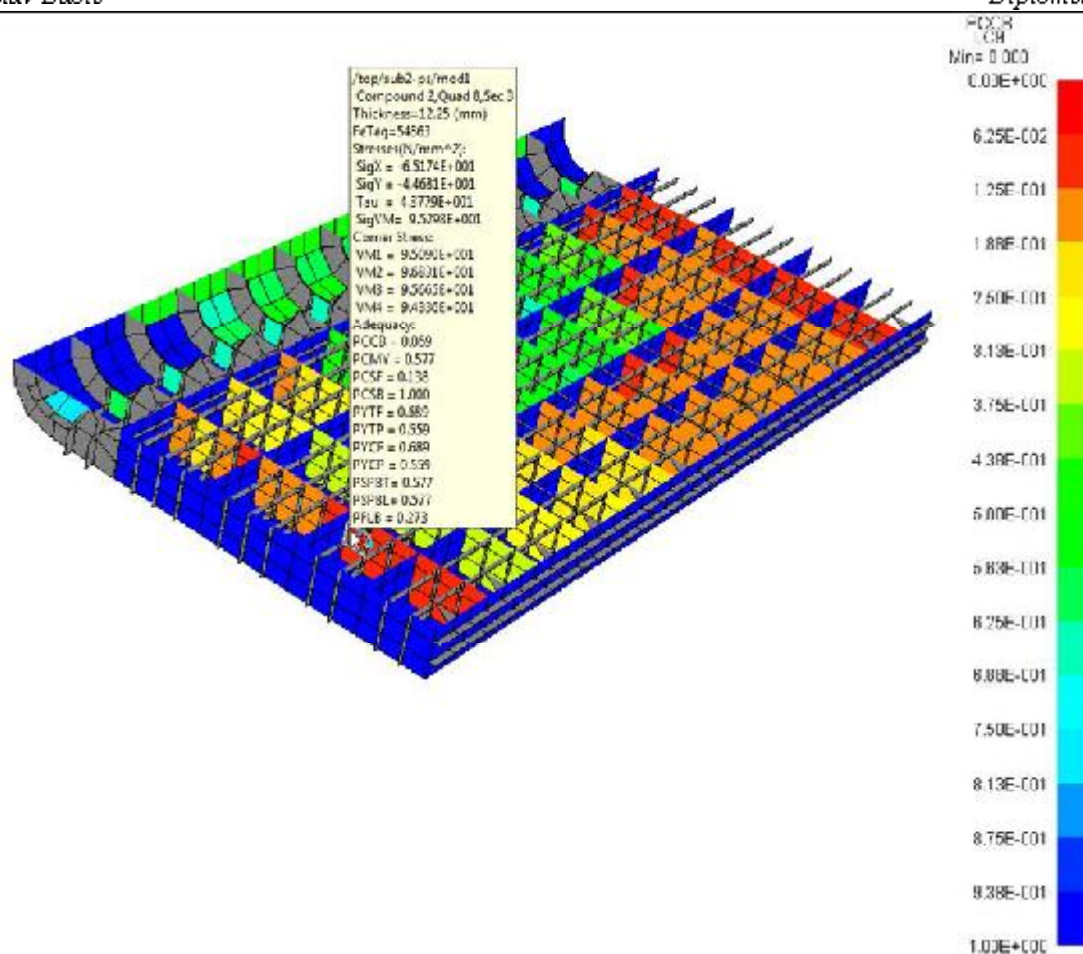 /top/sub2-ps/mod1
Compound 2,Quad 8,Sec 3
Thickness=12.25 (mm)
FeTag=54863
Stresses(N/mm^2):
SigX = -6.5174E+001
SigY = -4.4681E+001
Tau = 4.3779E+001
SigVM= 9.5298E+001
Corner Stress:
VM1 = 9.5090E+001
VM2 = 9.6831E+001
VM3 = 9.5665E+001
VM4 = 9.4330E+001
Adequacy:
PCCB = 0.069
PCMY = 0.577
PCSF = 0.138
PCSB = 1.000
PYTF = 0.689
PYTP = 0.559
PYCF = 0.689
PYCP = 0.559
PSPBT= 0.577
PSPBL= 0.577
PFLB = 0.273
PCCB
Min= 0.000
0.00E+000
6.25E-002
1.25E-001
1.88E-001
2.50E-001
3.13E-001
3.75E-001
4.38E-001
5.00E-001
5.63E-001
6.25E-001
6.88E-001
7.50E-001
8.13E-001
8.75E-001
9.38E-001
1.00E+000